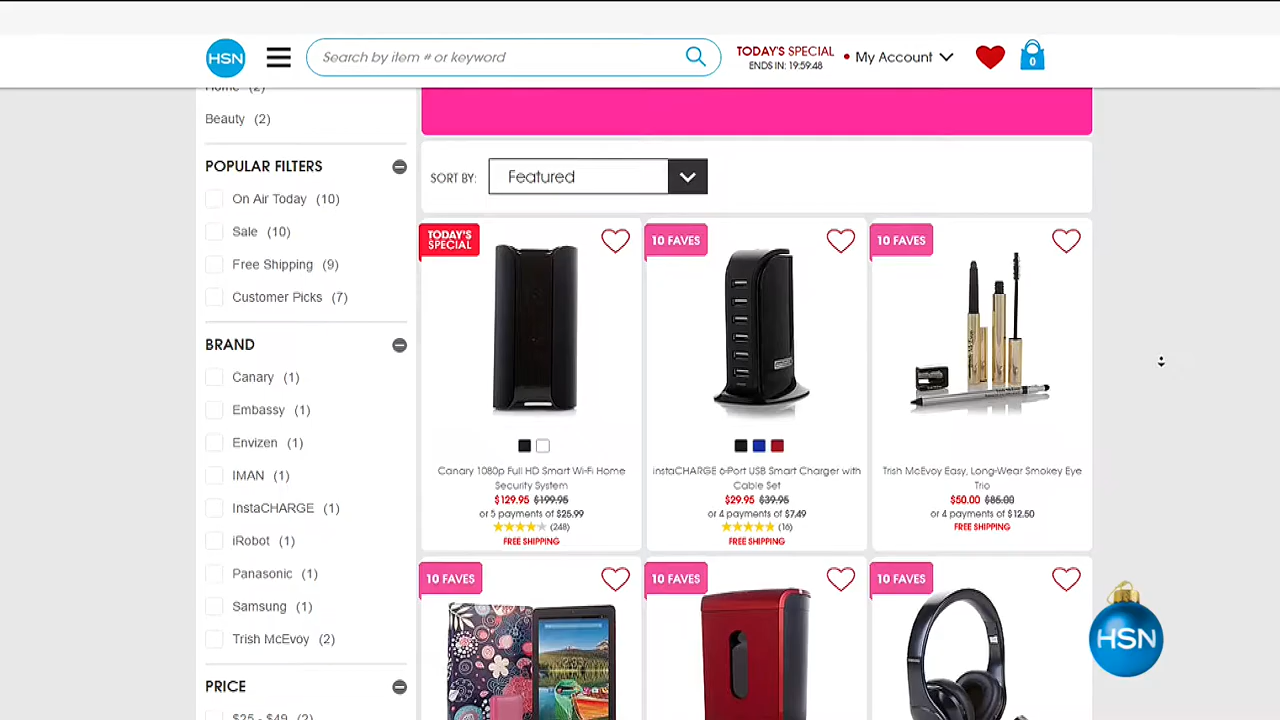 HSN
Search by item # or keyword
TODAY'S SPECIAL
ENDS IN: 19:59:48
My Account
0
Home (2)
Beauty (2)
POPULAR FILTERS
On Air Today (10)
Sale (10)
Free Shipping (9)
Customer Picks (7)
BRAND
Canary (1)
Embassy (1)
Envizen (1)
IMAN (1)
InstaCHARGE (1)
iRobot (1)
Panasonic (1)
Samsung (1)
Trish McEvoy (2)
PRICE
$25 - $49 (2)
SORT BY:
Featured
TODAY'S
SPECIAL
Canary 1080p Full HD Smart Wi-Fi Home
Security System
$129.95 $199.95
or 5 payments of $25.99
(248)
FREE SHIPPING
10 FAVES
instaCHARGE 6-Port USB Smart Charger with
Cable Set
$29.95 $39.95
or 4 payments of $7.49
(16)
FREE SHIPPING
10 FAVES
Trish McEvoy Easy, Long-Wear Smokey Eye
Trio
$50.00 $85.00
or 4 payments of $12.50
FREE SHIPPING
10 FAVES
10 FAVES
10 FAVES
HSN